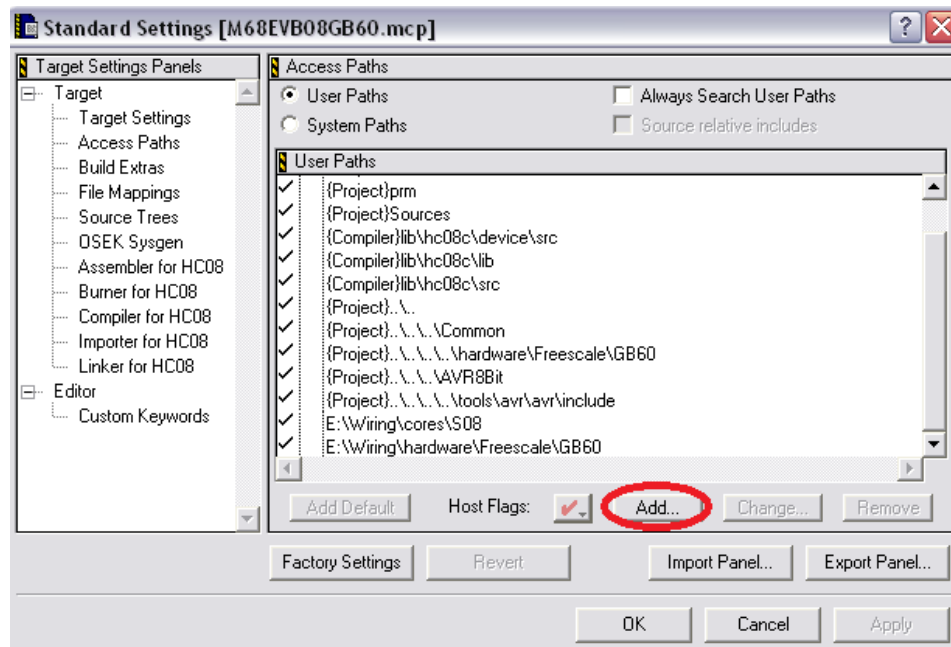 Standard Settings [M68EVB08GB60.mcp]
Target Settings Panels
Target
Target Settings
Access Paths
Build Extras
File Mappings
Source Trees
OSEK Sysgen
Assembler for HC08
Burner for HC08
Compiler for HC08
Importer for HC08
Linker for HC08
Editor
Custom Keywords
Access Paths
User Paths
Always Search User Paths
System Paths
Source relative includes
User Paths
{Project}prm
{Project}Sources
{Compiler}lib\hc08c\device\src
{Compiler}lib\hc08c\lib
{Compiler}lib\hc08c\src
{Project}..\..
{Project}..\..\..\Common
{Project}..\..\..\..\hardware\Freescale\GB60
{Project}..\..\..\AVR8Bit
{Project}..\..\..\..\tools\avr\avr\include
E:\Wiring\cores\S08
E:\Wiring\hardware\Freescale\GB60
Add Default
Host Flags:
Add...
Change...
Remove
Factory Settings
Revert
Import Panel...
Export Panel...
OK
Cancel
Apply